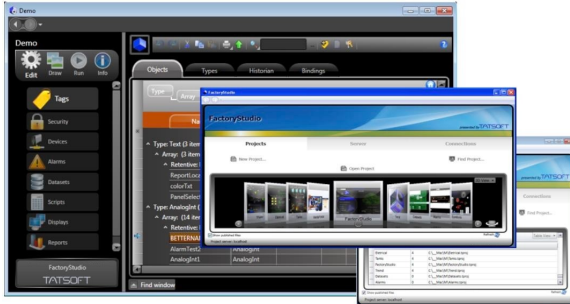 Demo
Demo
Edit
Draw
Run
Info
Tags
Security
Devices
Alarms
Datasets
Scripts
Displays
Reports
FactoryStudio
TATSOFT
Objects
Types
Historian
Bindings
Type
Array
Na
Type: Text (3 item
Array: (3 item
Retentive:
ReportLoca
colorTxt
PanelSelect
Type: AnalogInt (
Array: (14 ite
Retentive:
BETTERNA
AlarmTest2
AnalogInt
AnalogInt1
AnalogInt
Find window
FactoryStudio
FactoryStudio
powered by TATSOFT
Projects
Server
Connections
New Project...
Open Project
Find Project...
FactoryStudio
Project server: localhost
TATSOFT
Connections
Find Project...
Project server: localhost